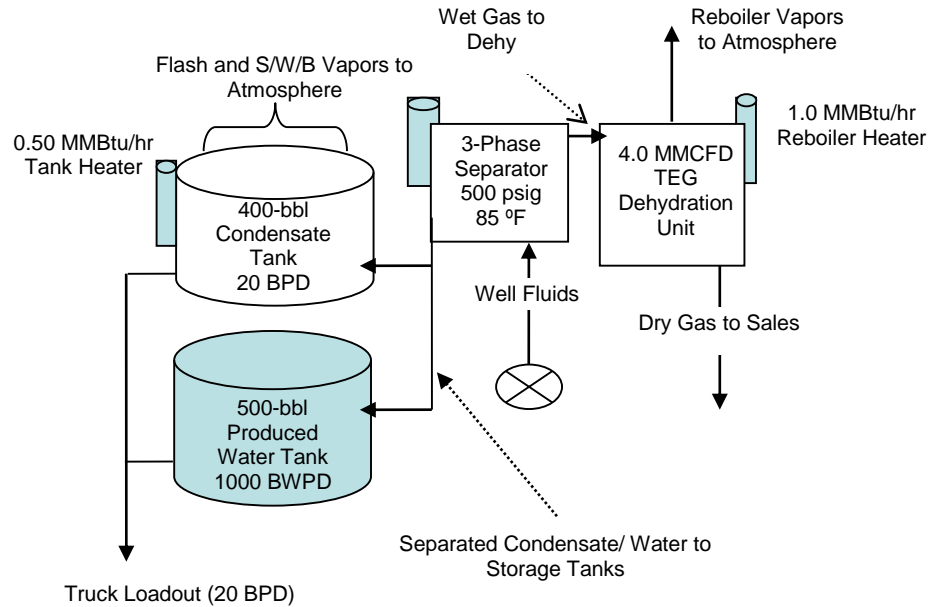 Wet Gas to
Dehy
Reboiler Vapors
to Atmosphere
Flash and S/W/B Vapors to
Atmosphere
0.50 MMBtu/hr
Tank Heater
1.0 MMBtu/hr
Reboiler Heater
3-Phase
Separator
500 psig
85 ºF
4.0 MMCFD
TEG
Dehydration
Unit
400-bbl
Condensate
Tank
20 BPD
Well Fluids
Dry Gas to Sales
500-bbl
Produced
Water Tank
1000 BWPD
Separated Condensate/ Water to
Storage Tanks
Truck Loadout (20 BPD)